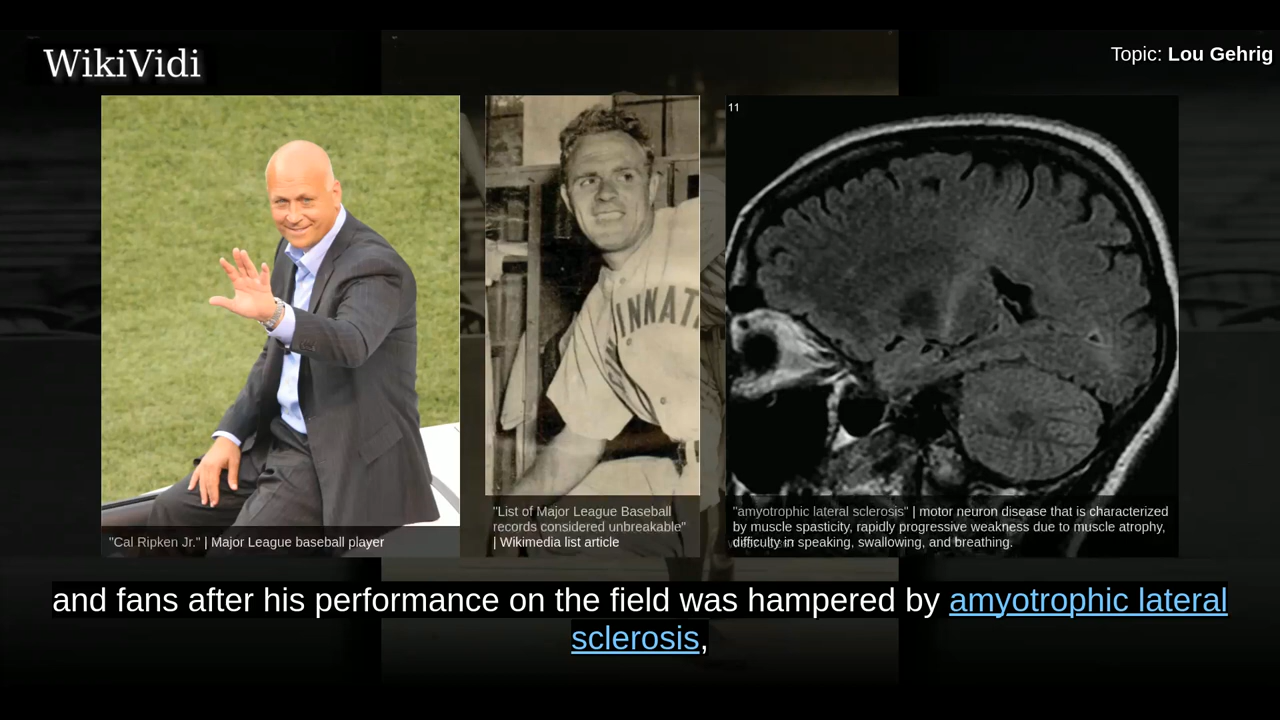 WikiVidi
Topic: Lou Gehrig
11
INNATI
"Cal Ripken Jr." | Major League baseball player
"List of Major League Baseball
records considered unbreakable"
| Wikimedia list article
"amyotrophic lateral sclerosis" | motor neuron disease that is characterized
by muscle spasticity, rapidly progressive weakness due to muscle atrophy,
difficulty in speaking, swallowing, and breathing.
and fans after his performance on the field was hampered by amyotrophic lateral
sclerosis,